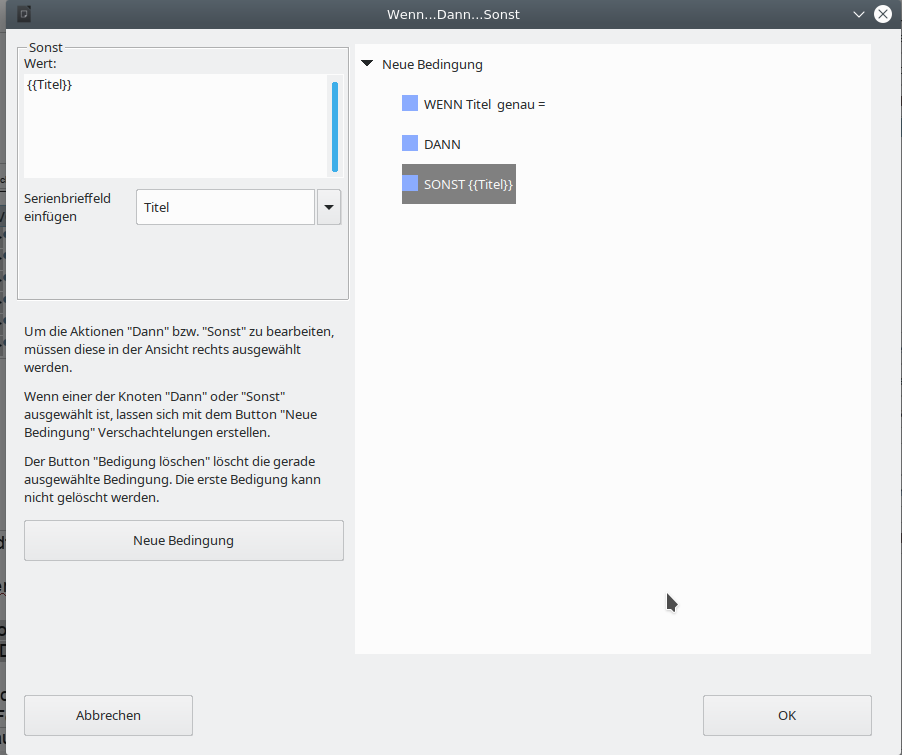 Wenn...Dann...Sonst
Sonst
Wert:
{{Titel}}
Serienbrieffeld
einfügen
Titel
Um die Aktionen "Dann" bzw. "Sonst" zu bearbeiten,
müssen diese in der Ansicht rechts ausgewählt
werden.
Wenn einer der Knoten "Dann" oder "Sonst"
ausgewählt ist, lassen sich mit dem Button "Neue
Bedingung" Verschachtelungen erstellen.
Der Button "Bedigung löschen" löscht die gerade
ausgewählte Bedingung. Die erste Bedigung kann
nicht gelöscht werden.
Neue Bedingung
Neue Bedingung
WENN Titel genau =
DANN
SONST {{Titel}}
Abbrechen
OK